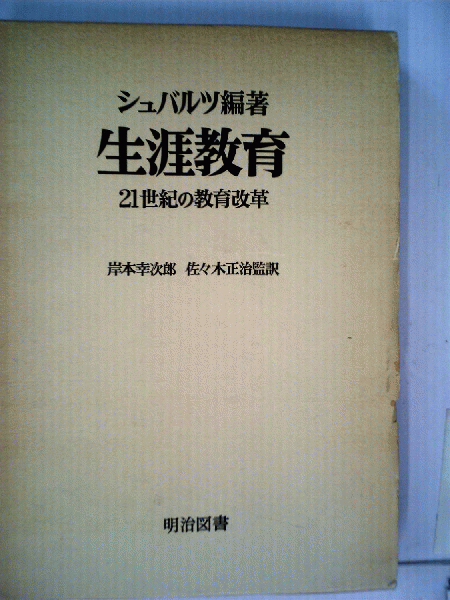 シュバルツ編著
生涯教育
21世紀の教育改革
岸本幸次郎 佐々木正治監訳
明治図書